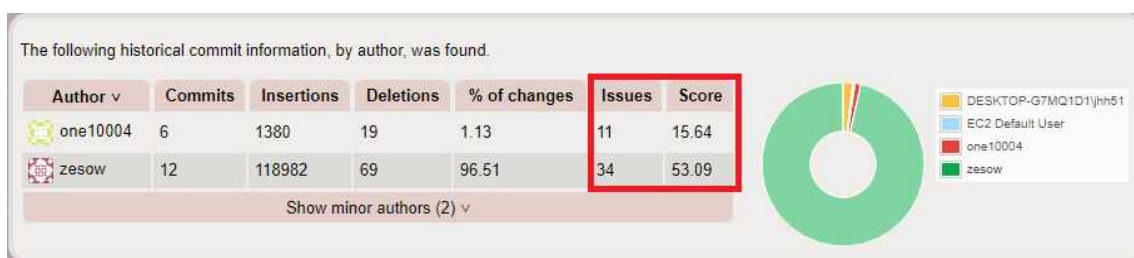 The following historical commit information, by author, was found.
Author ˅ Commits Insertions Deletions % of changes Issues Score
one10004 6 1380 19 1.13 11 15.64
zesow 12 118982 69 96.51 34 53.09
Show minor authors (2) ˅
DESKTOP-G7MQ1D1\jhh51
EC2 Default User
one10004
zesow